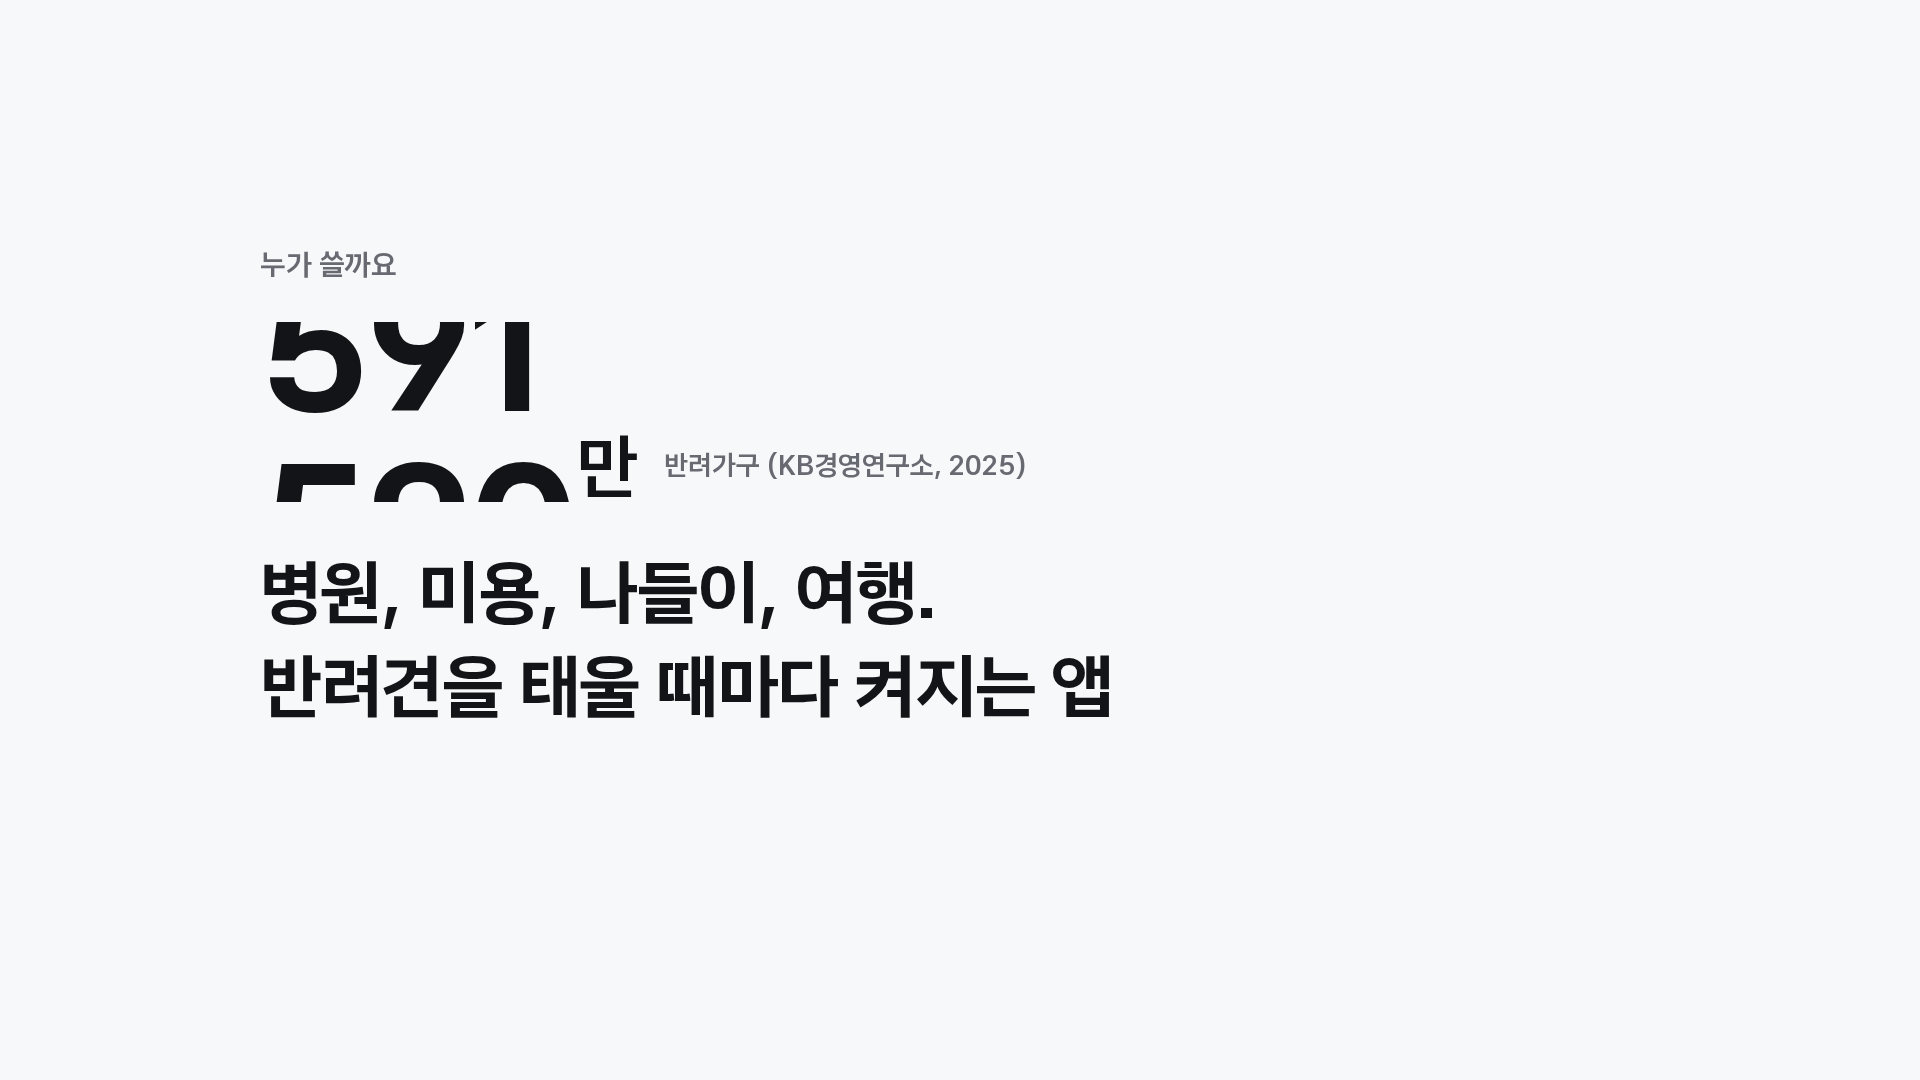 누가 쓸까요
591
만 반려가구 (KB경영연구소, 2025)
병원, 미용, 나들이, 여행.
반려견을 태울 때마다 켜지는 앱